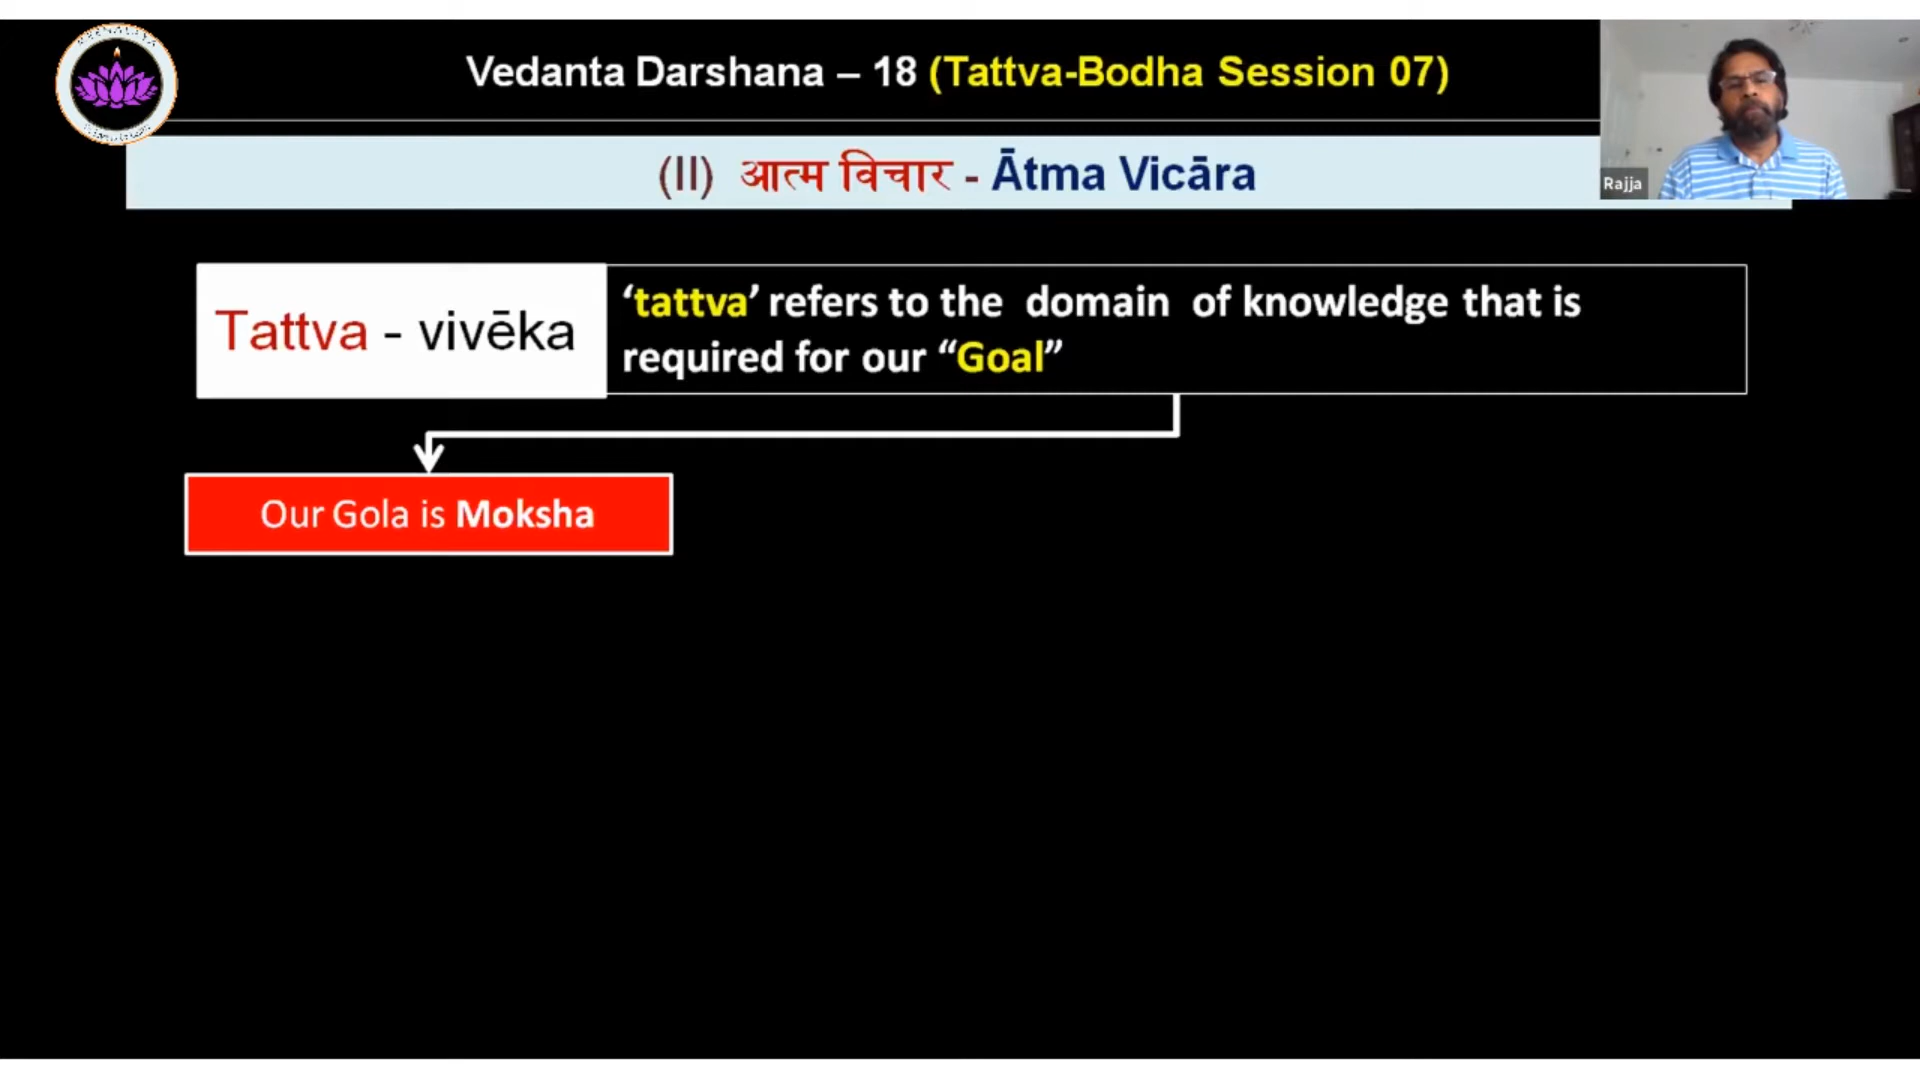 Vedanta Darshana – 18 (Tattva-Bodha Session 07)
(II) आत्म विचार - Ātma Vicāra
Rajja
Tattva - vivēka
‘tattva’ refers to the domain of knowledge that is
required for our “Goal”
Our Gola is Moksha